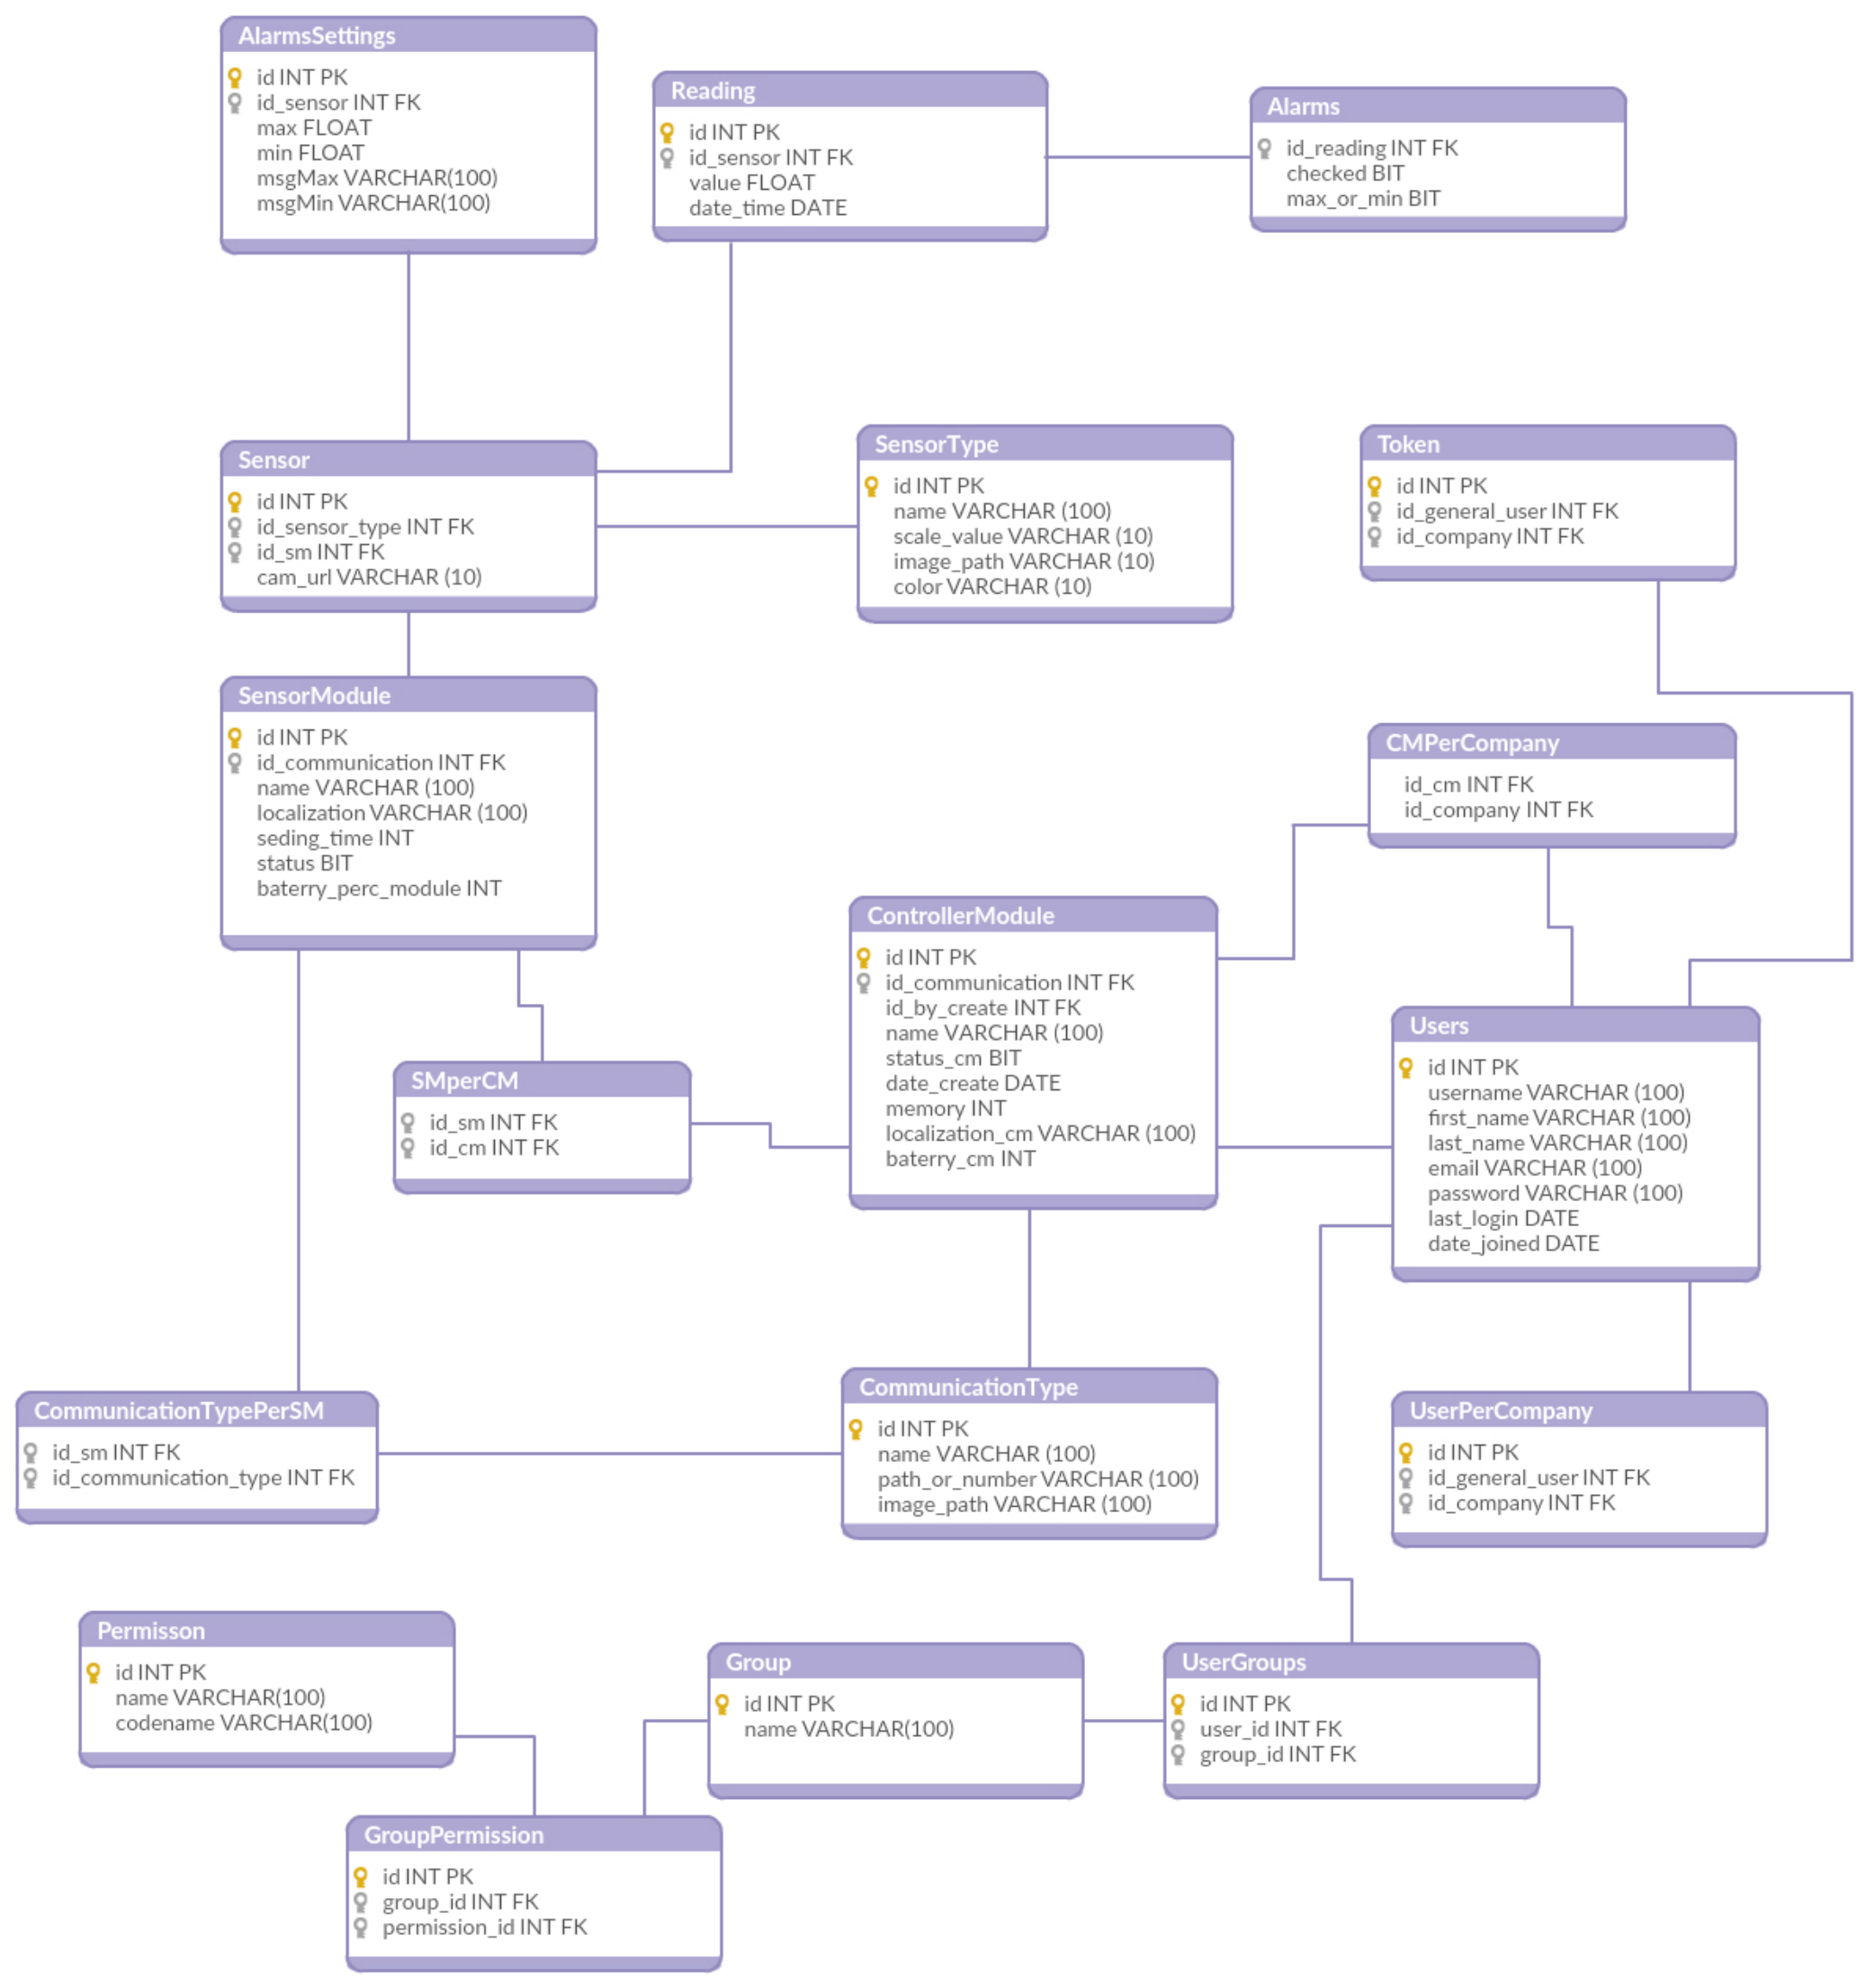 AlarmsSettings
id INT PK
id_sensor INT FK
max FLOAT
min FLOAT
msgMax VARCHAR(100)
msgMin VARCHAR(100)
Reading
id INT PK
id_sensor INT FK
value FLOAT
date_time DATE
Alarms
id_reading INT FK
checked BIT
max_or_min BIT
Sensor
id INT PK
id_sensor_type INT FK
id_sm INT FK
cam_url VARCHAR (10)
SensorType
id INT PK
name VARCHAR (100)
scale_value VARCHAR (10)
image_path VARCHAR (10)
color VARCHAR (10)
Token
id INT PK
id_general_user INT FK
id_company INT FK
SensorModule
id INT PK
id_communication INT FK
name VARCHAR (100)
localization VARCHAR (100)
seding_time INT
status BIT
baterry_perc_module INT
CMPerCompany
id_cm INT FK
id_company INT FK
ControllerModule
id INT PK
id_communication INT FK
id_by_create INT FK
name VARCHAR (100)
status_cm BIT
date_create DATE
memory INT
localization_cm VARCHAR (100)
baterry_cm INT
Users
id INT PK
username VARCHAR (100)
first_name VARCHAR (100)
last_name VARCHAR (100)
email VARCHAR (100)
password VARCHAR (100)
last_login DATE
date_joined DATE
SMperCM
id_sm INT FK
id_cm INT FK
CommunicationTypePerSM
id_sm INT FK
id_communication_type INT FK
CommunicationType
id INT PK
name VARCHAR (100)
path_or_number VARCHAR (100)
image_path VARCHAR (100)
UserPerCompany
id INT PK
id_general_user INT FK
id_company INT FK
Permisson
id INT PK
name VARCHAR(100)
codename VARCHAR(100)
Group
id INT PK
name VARCHAR(100)
UserGroups
id INT PK
user_id INT FK
group_id INT FK
GroupPermission
id INT PK
group_id INT FK
permission_id INT FK